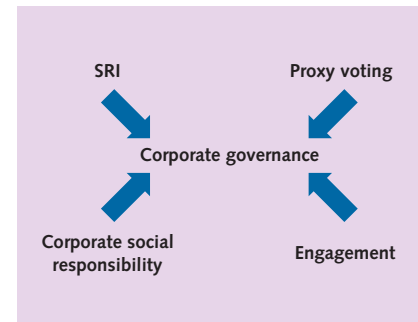 SRI
Proxy voting
Corporate governance
Corporate social
responsibility
Engagement